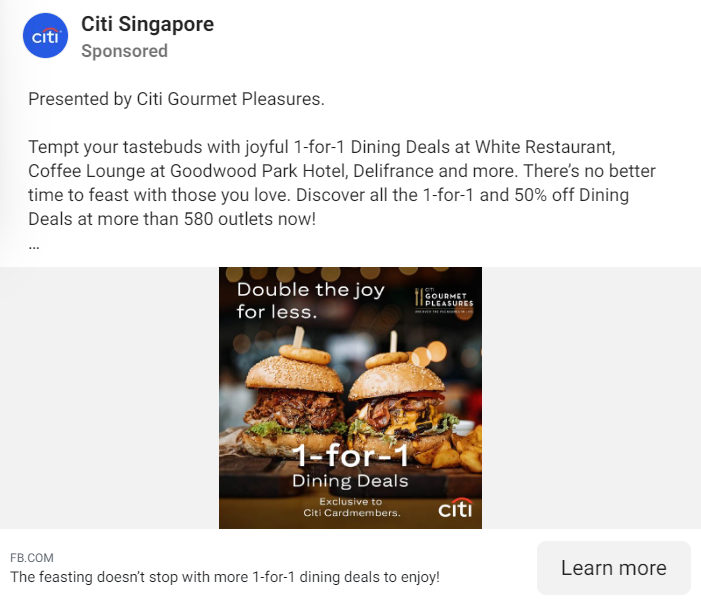 citi
Citi Singapore
Sponsored
Presented by Citi Gourmet Pleasures.
Tempt your tastebuds with joyful 1-for-1 Dining Deals at White Restaurant,
Coffee Lounge at Goodwood Park Hotel, Delifrance and more. There’s no better
time to feast with those you love. Discover all the 1-for-1 and 50% off Dining
Deals at more than 580 outlets now!
...
Double the joy
for less.
CITI
GOURMET
PLEASURES
1-for-1
Dining Deals
Exclusive to
Citi Cardmembers.
citi
FB.COM
The feasting doesn’t stop with more 1-for-1 dining deals to enjoy!
Learn more